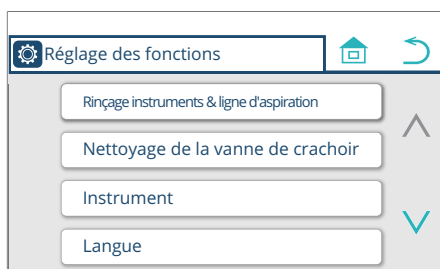 Réglage des fonctions
Rinçage instruments & ligne d'aspiration
Nettoyage de la vanne de crachoir
Instrument
Langue